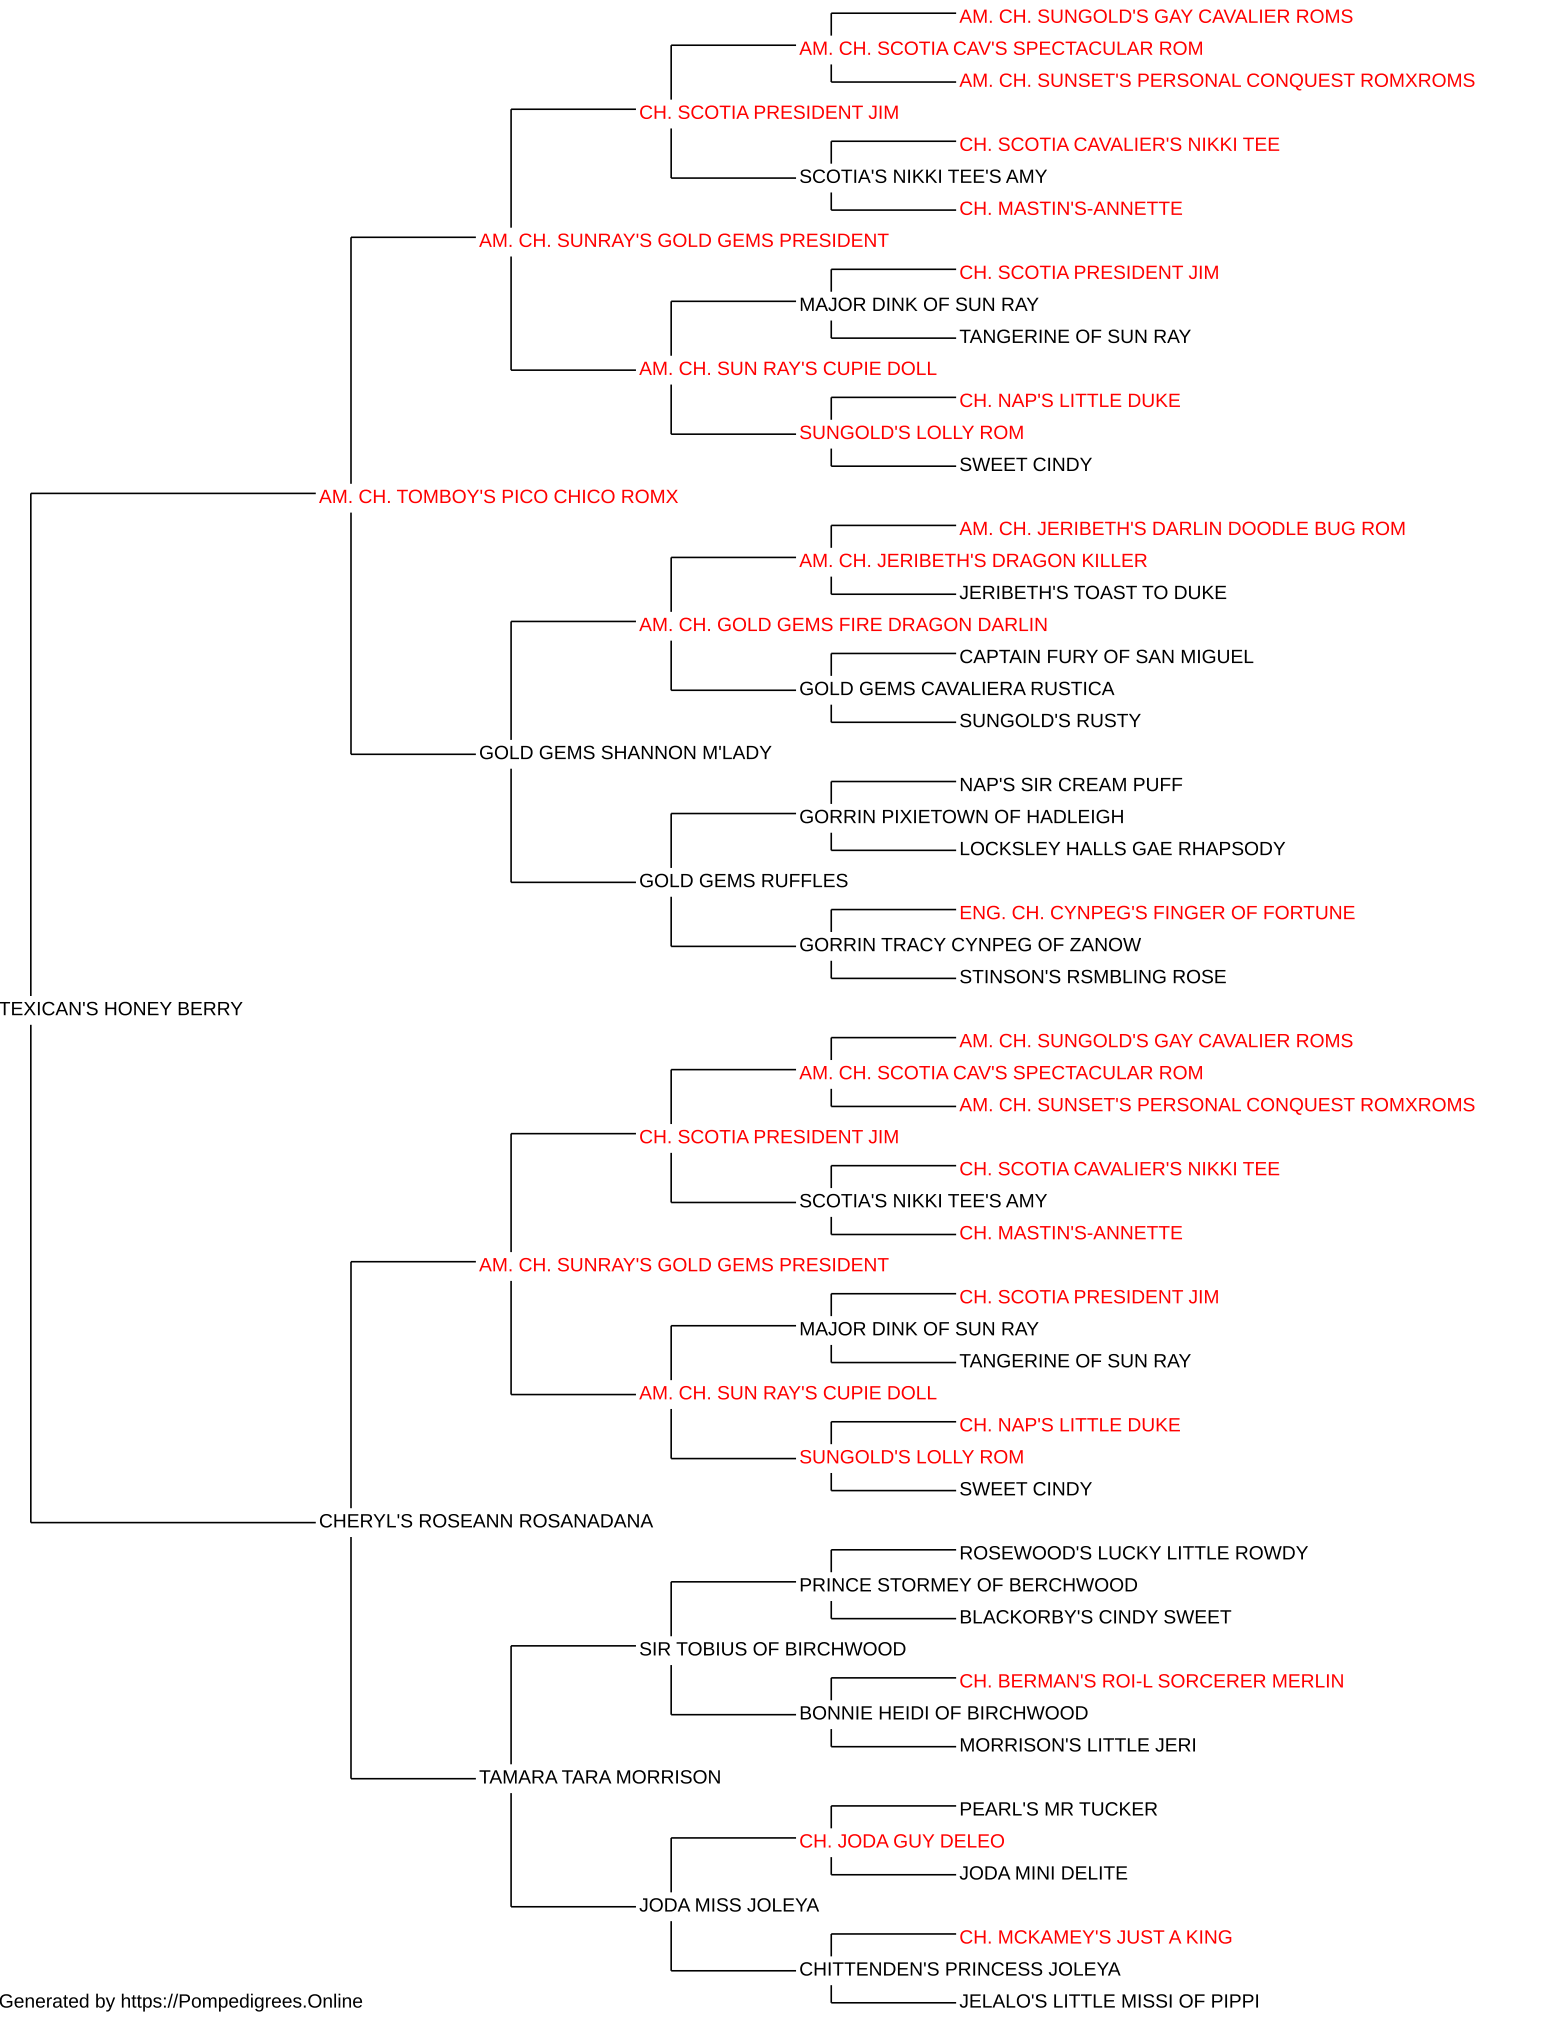 AM. CH. SUNGOLD'S GAY CAVALIER ROMS
AM. CH. SCOTIA CAV'S SPECTACULAR ROM
AM. CH. SUNSET'S PERSONAL CONQUEST ROMXROMS
CH. SCOTIA PRESIDENT JIM
CH. SCOTIA CAVALIER'S NIKKI TEE
SCOTIA'S NIKKI TEE'S AMY
CH. MASTIN'S-ANNETTE
AM. CH. SUNRAY'S GOLD GEMS PRESIDENT
CH. SCOTIA PRESIDENT JIM
MAJOR DINK OF SUN RAY
TANGERINE OF SUN RAY
AM. CH. SUN RAY'S CUPIE DOLL
CH. NAP'S LITTLE DUKE
SUNGOLD'S LOLLY ROM
SWEET CINDY
AM. CH. TOMBOY'S PICO CHICO ROMX
AM. CH. JERIBETH'S DARLIN DOODLE BUG ROM
AM. CH. JERIBETH'S DRAGON KILLER
JERIBETH'S TOAST TO DUKE
AM. CH. GOLD GEMS FIRE DRAGON DARLIN
CAPTAIN FURY OF SAN MIGUEL
GOLD GEMS CAVALIERA RUSTICA
SUNGOLD'S RUSTY
GOLD GEMS SHANNON M'LADY
NAP'S SIR CREAM PUFF
GORRIN PIXIETOWN OF HADLEIGH
LOCKSLEY HALLS GAE RHAPSODY
GOLD GEMS RUFFLES
ENG. CH. CYNPEG'S FINGER OF FORTUNE
GORRIN TRACY CYNPEG OF ZANOW
STINSON'S RSMBLING ROSE
TEXICAN'S HONEY BERRY
AM. CH. SUNGOLD'S GAY CAVALIER ROMS
AM. CH. SCOTIA CAV'S SPECTACULAR ROM
AM. CH. SUNSET'S PERSONAL CONQUEST ROMXROMS
CH. SCOTIA PRESIDENT JIM
CH. SCOTIA CAVALIER'S NIKKI TEE
SCOTIA'S NIKKI TEE'S AMY
CH. MASTIN'S-ANNETTE
AM. CH. SUNRAY'S GOLD GEMS PRESIDENT
CH. SCOTIA PRESIDENT JIM
MAJOR DINK OF SUN RAY
TANGERINE OF SUN RAY
AM. CH. SUN RAY'S CUPIE DOLL
CH. NAP'S LITTLE DUKE
SUNGOLD'S LOLLY ROM
SWEET CINDY
CHERYL'S ROSEANN ROSANADANA
ROSEWOOD'S LUCKY LITTLE ROWDY
PRINCE STORMEY OF BERCHWOOD
BLACKORBY'S CINDY SWEET
SIR TOBIUS OF BIRCHWOOD
CH. BERMAN'S ROI-L SORCERER MERLIN
BONNIE HEIDI OF BIRCHWOOD
MORRISON'S LITTLE JERI
TAMARA TARA MORRISON
PEARL'S MR TUCKER
CH. JODA GUY DELEO
JODA MINI DELITE
JODA MISS JOLEYA
CH. MCKAMEY'S JUST A KING
CHITTENDEN'S PRINCESS JOLEYA
JELALO'S LITTLE MISSI OF PIPPI
Generated by https://Pompedigrees.Online